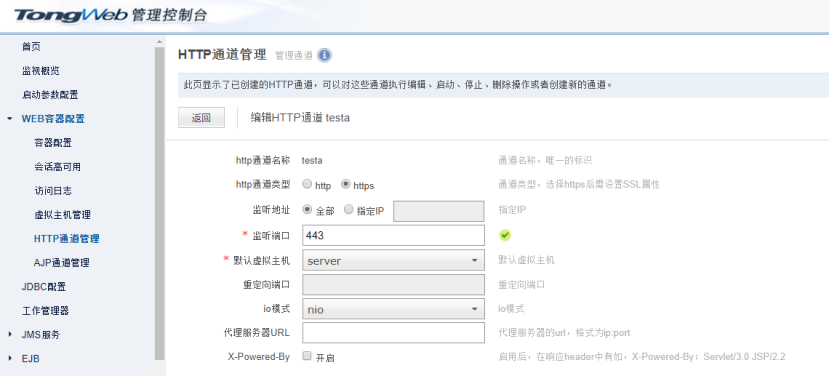 TongWeb 管理控制台
首页
监视概览
启动参数配置
WEB容器配置
容器配置
会话高可用
访问日志
虚拟主机管理
HTTP通道管理
AJP通道管理
JDBC配置
工作管理器
JMS服务
EJB
HTTP通道管理 管理通道
此页显示了已创建的HTTP通道，可以对这些通道执行编辑、启动、停止、删除操作或者创建新的通道。
返回 编辑HTTP通道 testa
http通道名称 testa 通道名称，唯一的标识
http通道类型 http https 通道类型，选择https后需设置SSL属性
监听地址 全部 指定IP 指定IP
* 监听端口 443
* 默认虚拟主机 server 默认虚拟主机
重定向端口 重定向端口
io模式 nio io模式
代理服务器URL 代理服务器的url，格式为ip:port
X-Powered-By 开启 启用后，在响应header中有如，X-Powered-By：Servlet/3.0 JSP/2.2